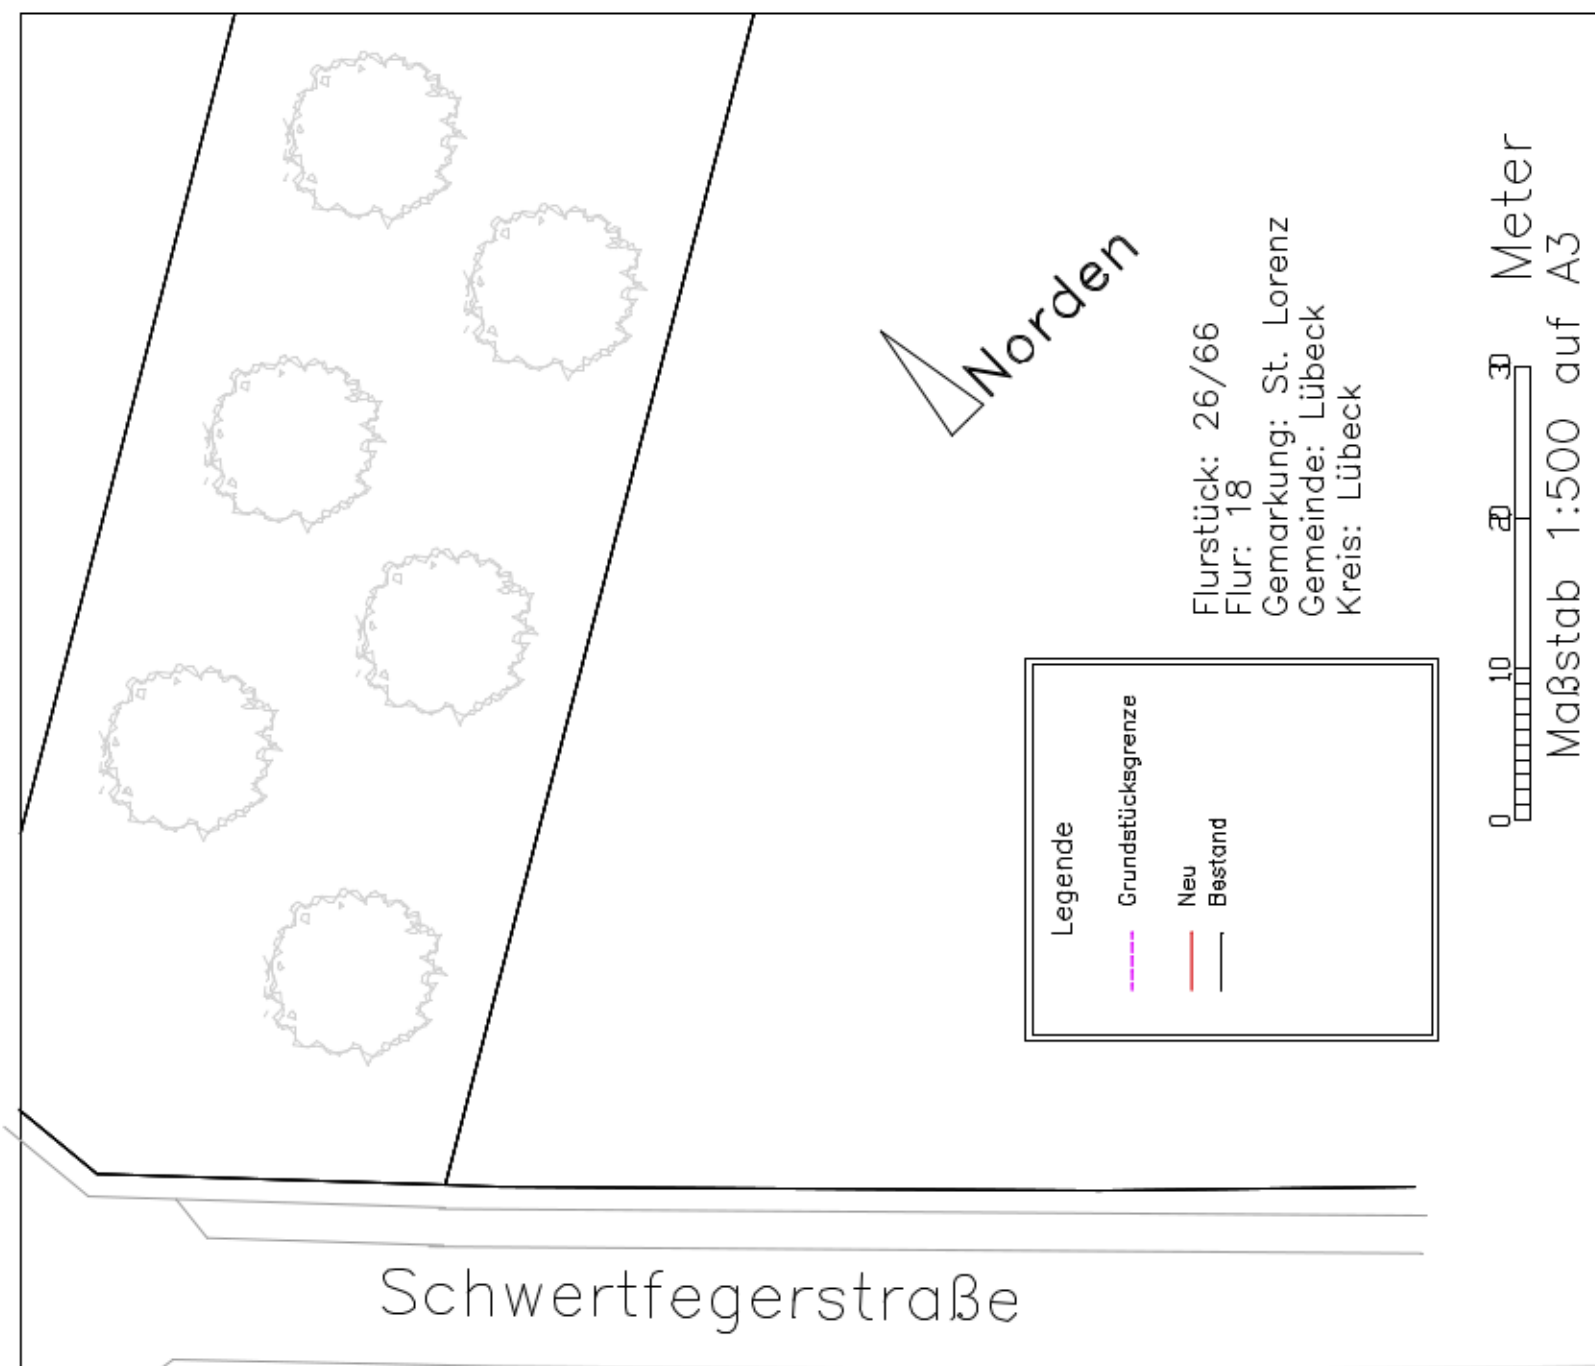 Norden
Flurstück: 26/66
Flur: 18
Gemarkung: St. Lorenz
Gemeinde: Lübeck
Kreis: Lübeck
Legende
Grundstücksgrenze
Neu
Bestand
0 10 20 30 Meter
Maßstab 1:500 auf A3
Schwertfegerstraße